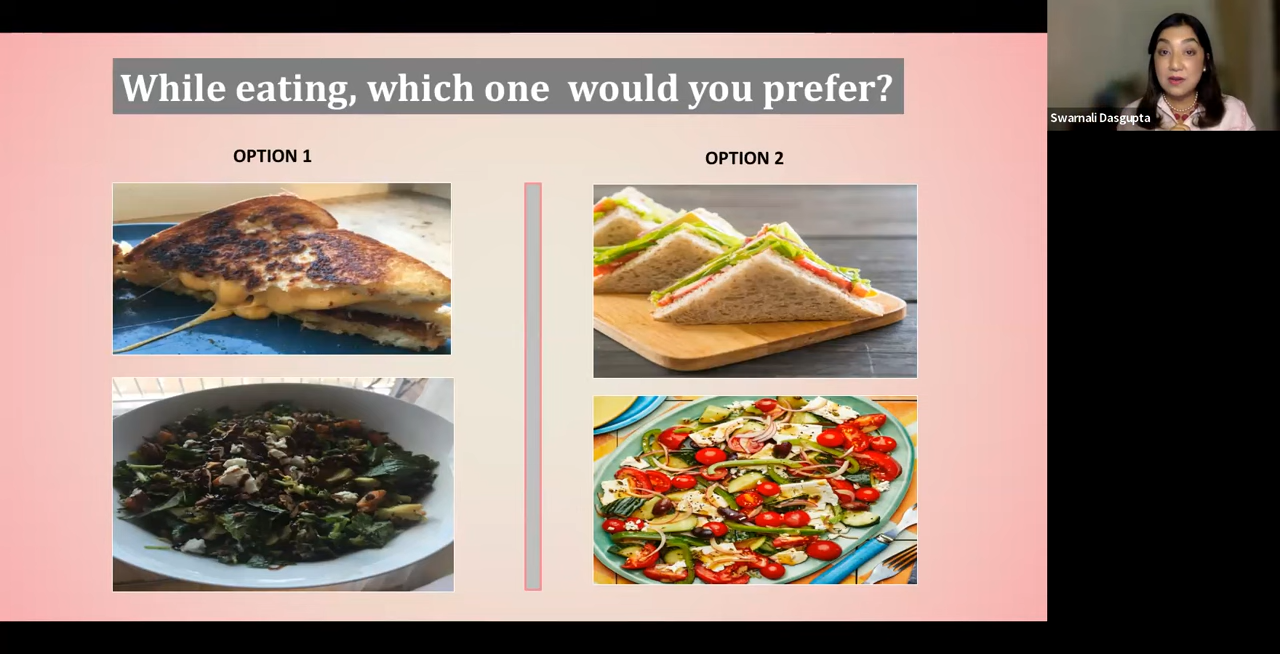 While eating, which one  would you prefer?
OPTION 1
OPTION 2
Swarnali Dasgupta